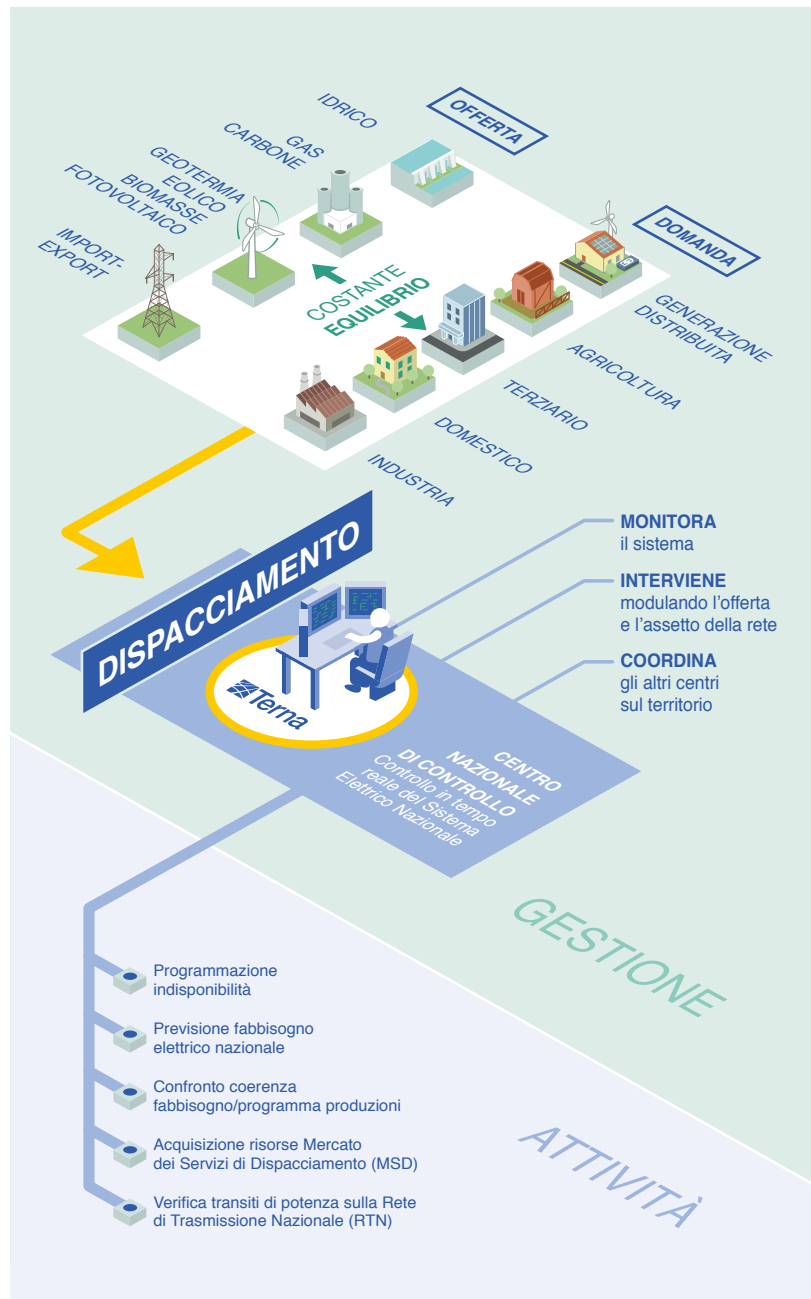 OFFERTA
IDRICO
GAS
CARBONE
GEOTERMIA
EOLICO
BIOMASSE
FOTOVOLTAICO
IMPORT-
EXPORT
COSTANTE
EQUILIBRIO
DOMANDA
GENERAZIONE
DISTRIBUITA
AGRICOLTURA
TERZIARIO
DOMESTICO
INDUSTRIA
DISPACCIAMENTO
Terna
MONITORA
il sistema
INTERVIENE
modulando l'offerta
e l'assetto della rete
COORDINA
gli altri centri
sul territorio
CENTRO
NAZIONALE
DI CONTROLLO
Controllo in tempo
reale del Sistema
Elettrico Nazionale
GESTIONE
Programmazione
indisponibilità
Previsione fabbisogno
elettrico nazionale
Confronto coerenza
fabbisogno/programma produzioni
Acquisizione risorse Mercato
dei Servizi di Dispacciamento (MSD)
Verifica transiti di potenza sulla Rete
di Trasmissione Nazionale (RTN)
ATTIVITÀ